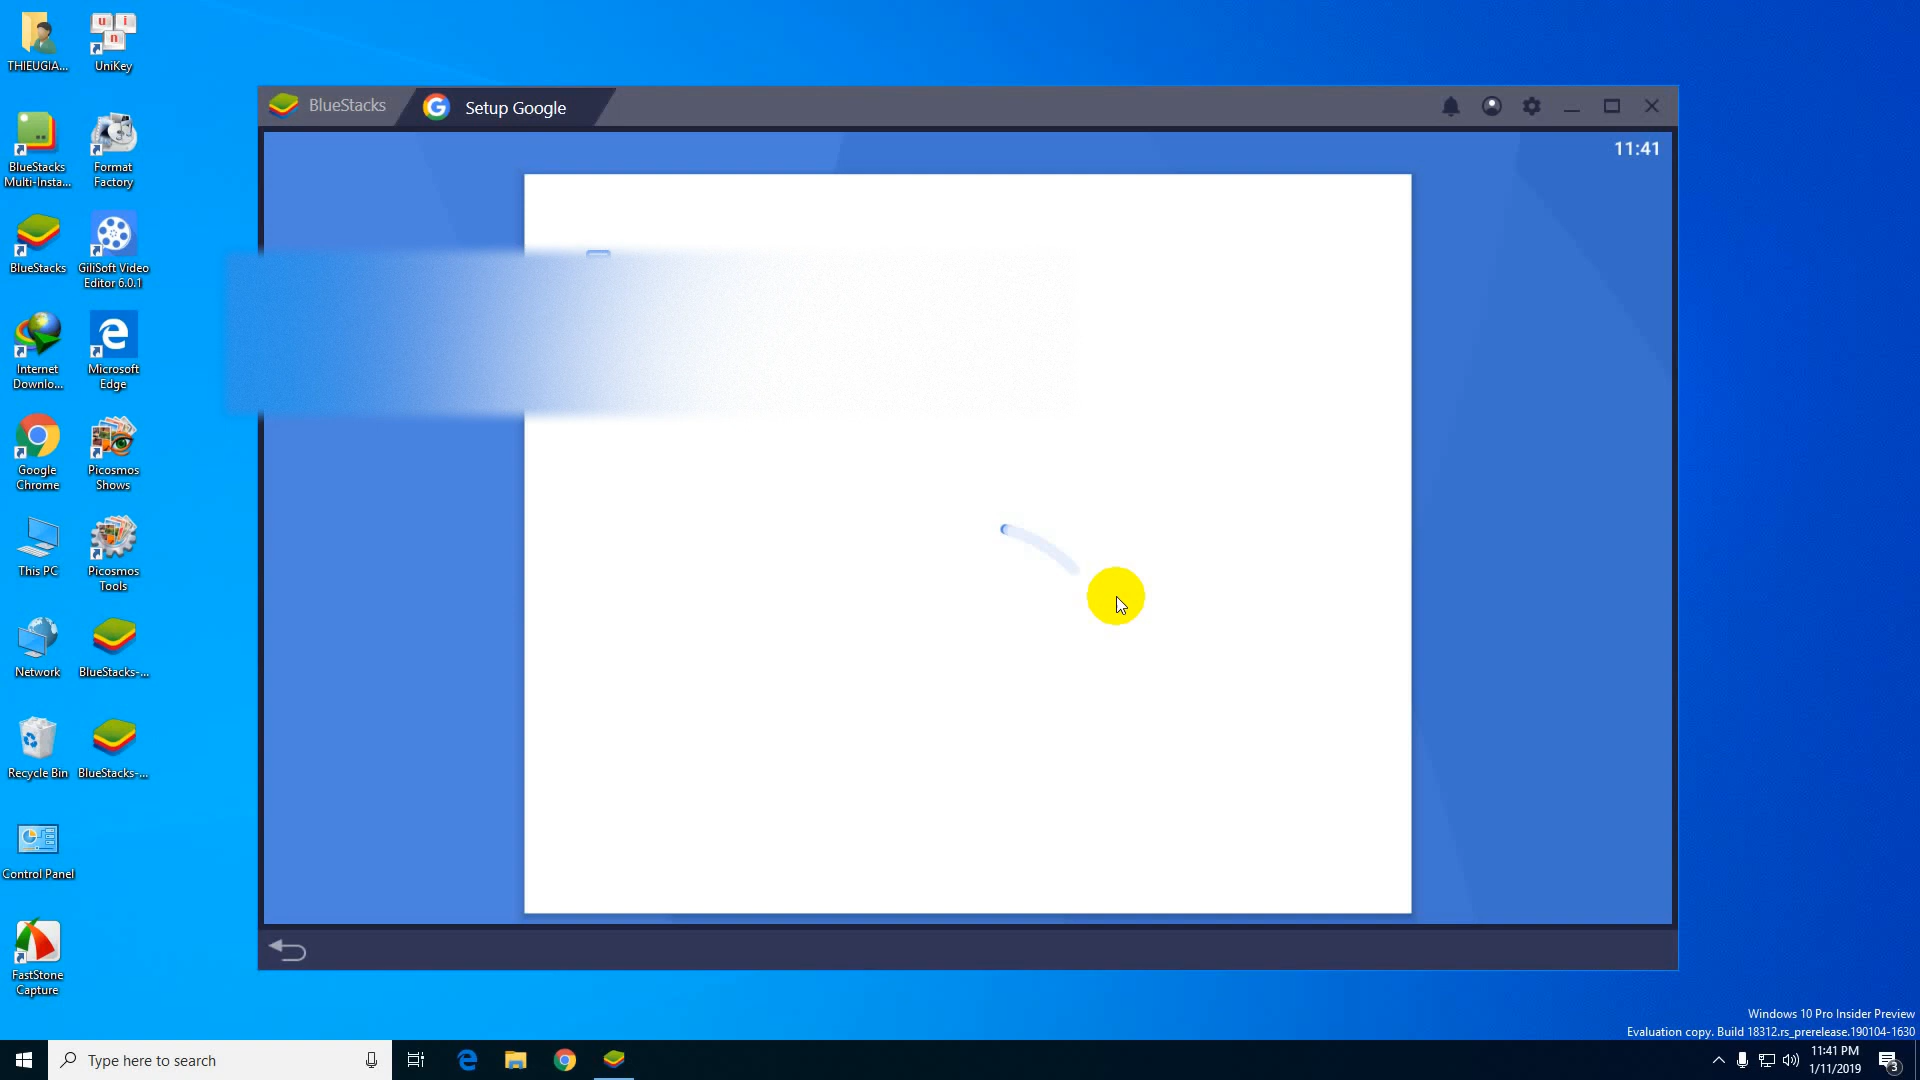 THIEUGIA...
UniKey
BlueStacks
Multi-Insta...
Format
Factory
BlueStacks
GiliSoft Video
Editor 6.0.1
Internet
Downlo...
Microsoft
Edge
Google
Chrome
Picosmos
Shows
This PC
Picosmos
Tools
Network
BlueStacks-...
Recycle Bin
BlueStacks-...
Control Panel
FastStone
Capture
BlueStacks
Setup Google
11:41
Windows 10 Pro Insider Preview
Evaluation copy. Build 18312.rs_prerelease.190104-1630
Type here to search
11:41 PM
1/11/2019
3